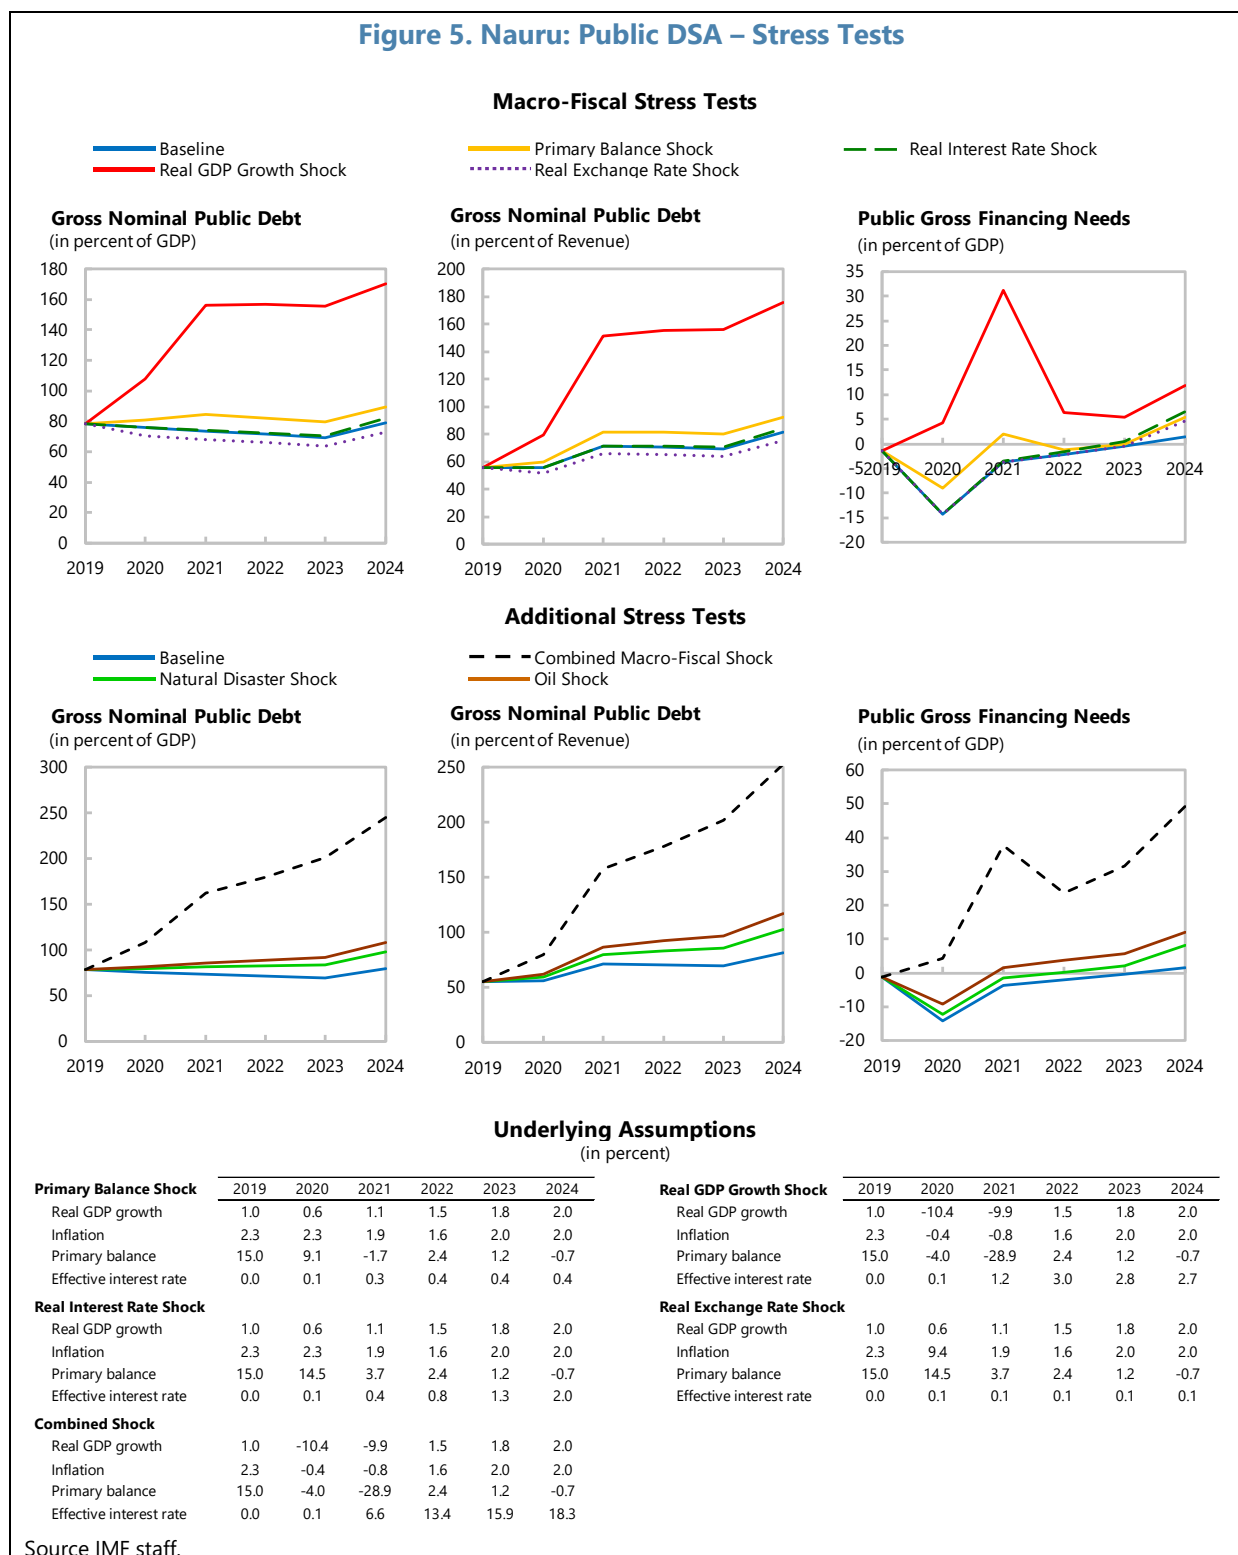 Figure 5. Nauru: Public DSA – Stress Tests
Macro-Fiscal Stress Tests
Baseline Primary Balance Shock Real Interest Rate Shock
Real GDP Growth Shock Real Exchange Rate Shock
Gross Nominal Public Debt
(in percent of GDP)
180
160
140
120
100
80
60
40
20
0
2019 2020 2021 2022 2023 2024
Gross Nominal Public Debt
(in percent of Revenue)
200
180
160
140
120
100
80
60
40
20
0
2019 2020 2021 2022 2023 2024
Public Gross Financing Needs
(in percent of GDP)
35
30
25
20
15
10
5
0
-5
-10
-15
-20
2019 2020 2021 2022 2023 2024
Additional Stress Tests
Baseline Combined Macro-Fiscal Shock
Natural Disaster Shock Oil Shock
Gross Nominal Public Debt
(in percent of GDP)
300
250
200
150
100
50
0
2019 2020 2021 2022 2023 2024
Gross Nominal Public Debt
(in percent of Revenue)
250
200
150
100
50
0
2019 2020 2021 2022 2023 2024
Public Gross Financing Needs
(in percent of GDP)
60
50
40
30
20
10
0
-10
-20
2019 2020 2021 2022 2023 2024
Underlying Assumptions
(in percent)
Primary Balance Shock 2019 2020 2021 2022 2023 2024
Real GDP growth 1.0 0.6 1.1 1.5 1.8 2.0
Inflation 2.3 2.3 1.9 1.6 2.0 2.0
Primary balance 15.0 9.1 -1.7 2.4 1.2 -0.7
Effective interest rate 0.0 0.1 0.3 0.4 0.4 0.4
Real Interest Rate Shock
Real GDP growth 1.0 0.6 1.1 1.5 1.8 2.0
Inflation 2.3 2.3 1.9 1.6 2.0 2.0
Primary balance 15.0 14.5 3.7 2.4 1.2 -0.7
Effective interest rate 0.0 0.1 0.4 0.8 1.3 2.0
Combined Shock
Real GDP growth 1.0 -10.4 -9.9 1.5 1.8 2.0
Inflation 2.3 -0.4 -0.8 1.6 2.0 2.0
Primary balance 15.0 -4.0 -28.9 2.4 1.2 -0.7
Effective interest rate 0.0 0.1 6.6 13.4 15.9 18.3
Real GDP Growth Shock 2019 2020 2021 2022 2023 2024
Real GDP growth 1.0 -10.4 -9.9 1.5 1.8 2.0
Inflation 2.3 -0.4 -0.8 1.6 2.0 2.0
Primary balance 15.0 -4.0 -28.9 2.4 1.2 -0.7
Effective interest rate 0.0 0.1 1.2 3.0 2.8 2.7
Real Exchange Rate Shock
Real GDP growth 1.0 0.6 1.1 1.5 1.8 2.0
Inflation 2.3 9.4 1.9 1.6 2.0 2.0
Primary balance 15.0 14.5 3.7 2.4 1.2 -0.7
Effective interest rate 0.0 0.1 0.1 0.1 0.1 0.1
Source IMF staff.